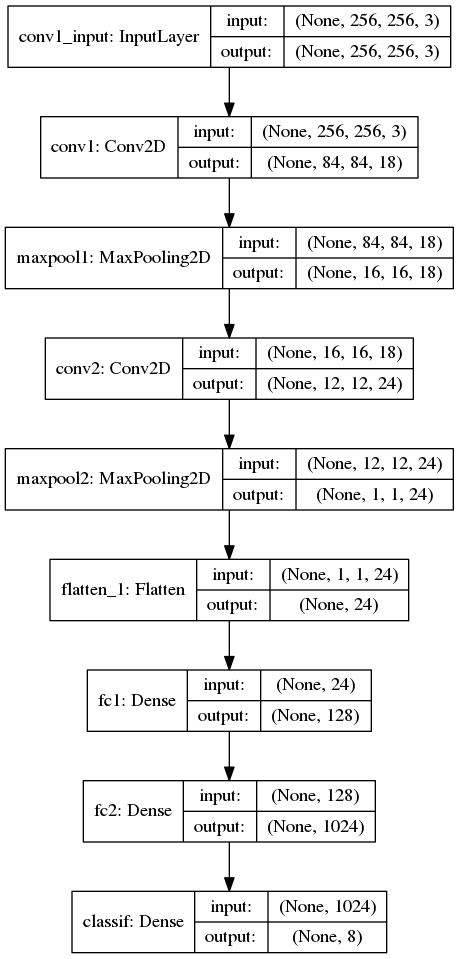 conv1_input: InputLayer
input: (None, 256, 256, 3)
output: (None, 256, 256, 3)
conv1: Conv2D
input: (None, 256, 256, 3)
output: (None, 84, 84, 18)
maxpool1: MaxPooling2D
input: (None, 84, 84, 18)
output: (None, 16, 16, 18)
conv2: Conv2D
input: (None, 16, 16, 18)
output: (None, 12, 12, 24)
maxpool2: MaxPooling2D
input: (None, 12, 12, 24)
output: (None, 1, 1, 24)
flatten_1: Flatten
input: (None, 1, 1, 24)
output: (None, 24)
fc1: Dense
input: (None, 24)
output: (None, 128)
fc2: Dense
input: (None, 128)
output: (None, 1024)
classif: Dense
input: (None, 1024)
output: (None, 8)